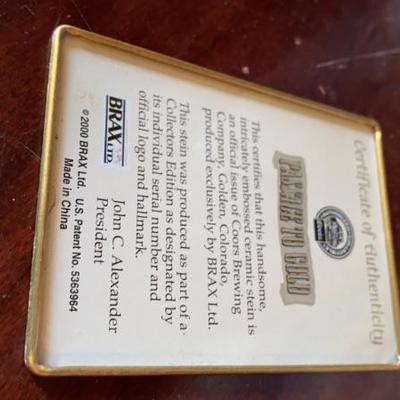 Certificate of Authenticity
This certifies that this handsome,
intricately embossed ceramic stein is
an official issue of Coors Brewing
Company, Golden, Colorado,
produced exclusively by BRAX Ltd.
This stein was produced as part of a
Collectors Edition as designated by
its individual serial number and
official logo and hallmark.
BRAX LTD.
John C. Alexander
President
© 2000 BRAX Ltd. U.S. Patent No. 5363964
Made in China